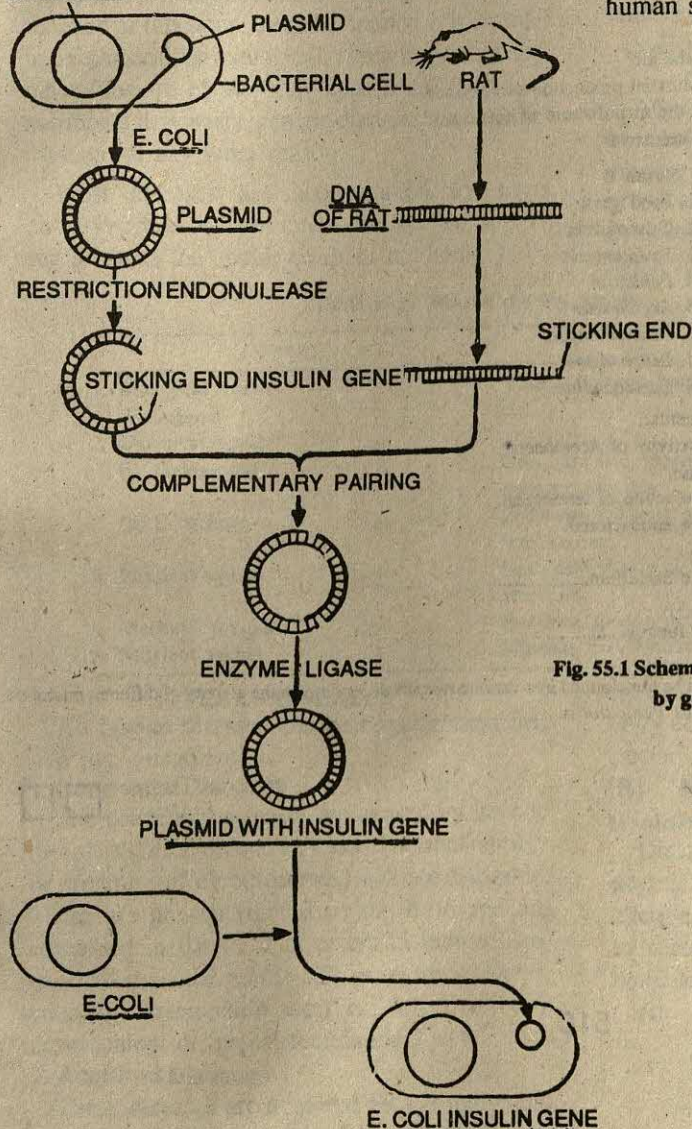 human s
PLASMID
BACTERIAL CELL
RAT
E. COLI
PLASMID
DNA
OF RAT
RESTRICTION ENDONULEASE
STICKING END
STICKING END INSULIN GENE
COMPLEMENTARY PAIRING
ENZYME LIGASE
Fig. 55.1 Schem
by g
PLASMID WITH INSULIN GENE
E-COLI
E. COLI INSULIN GENE